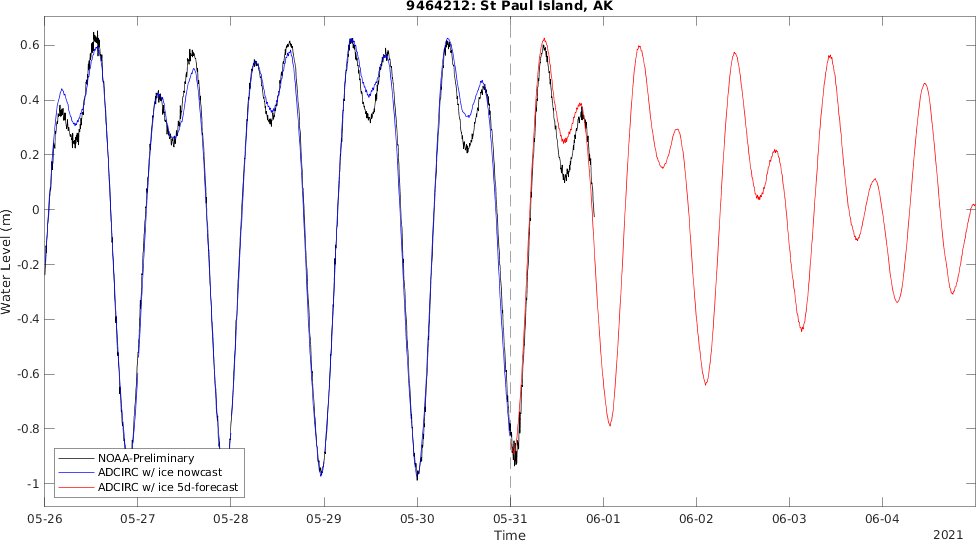 9464212: St Paul Island, AK
Water Level (m)
0.6
0.4
0.2
0
-0.2
-0.4
-0.6
-0.8
-1
NOAA-Preliminary
ADCIRC w/ ice nowcast
ADCIRC w/ ice 5d-forecast
05-26 05-27 05-28 05-29 05-30 05-31 06-01 06-02 06-03 06-04
Time
2021